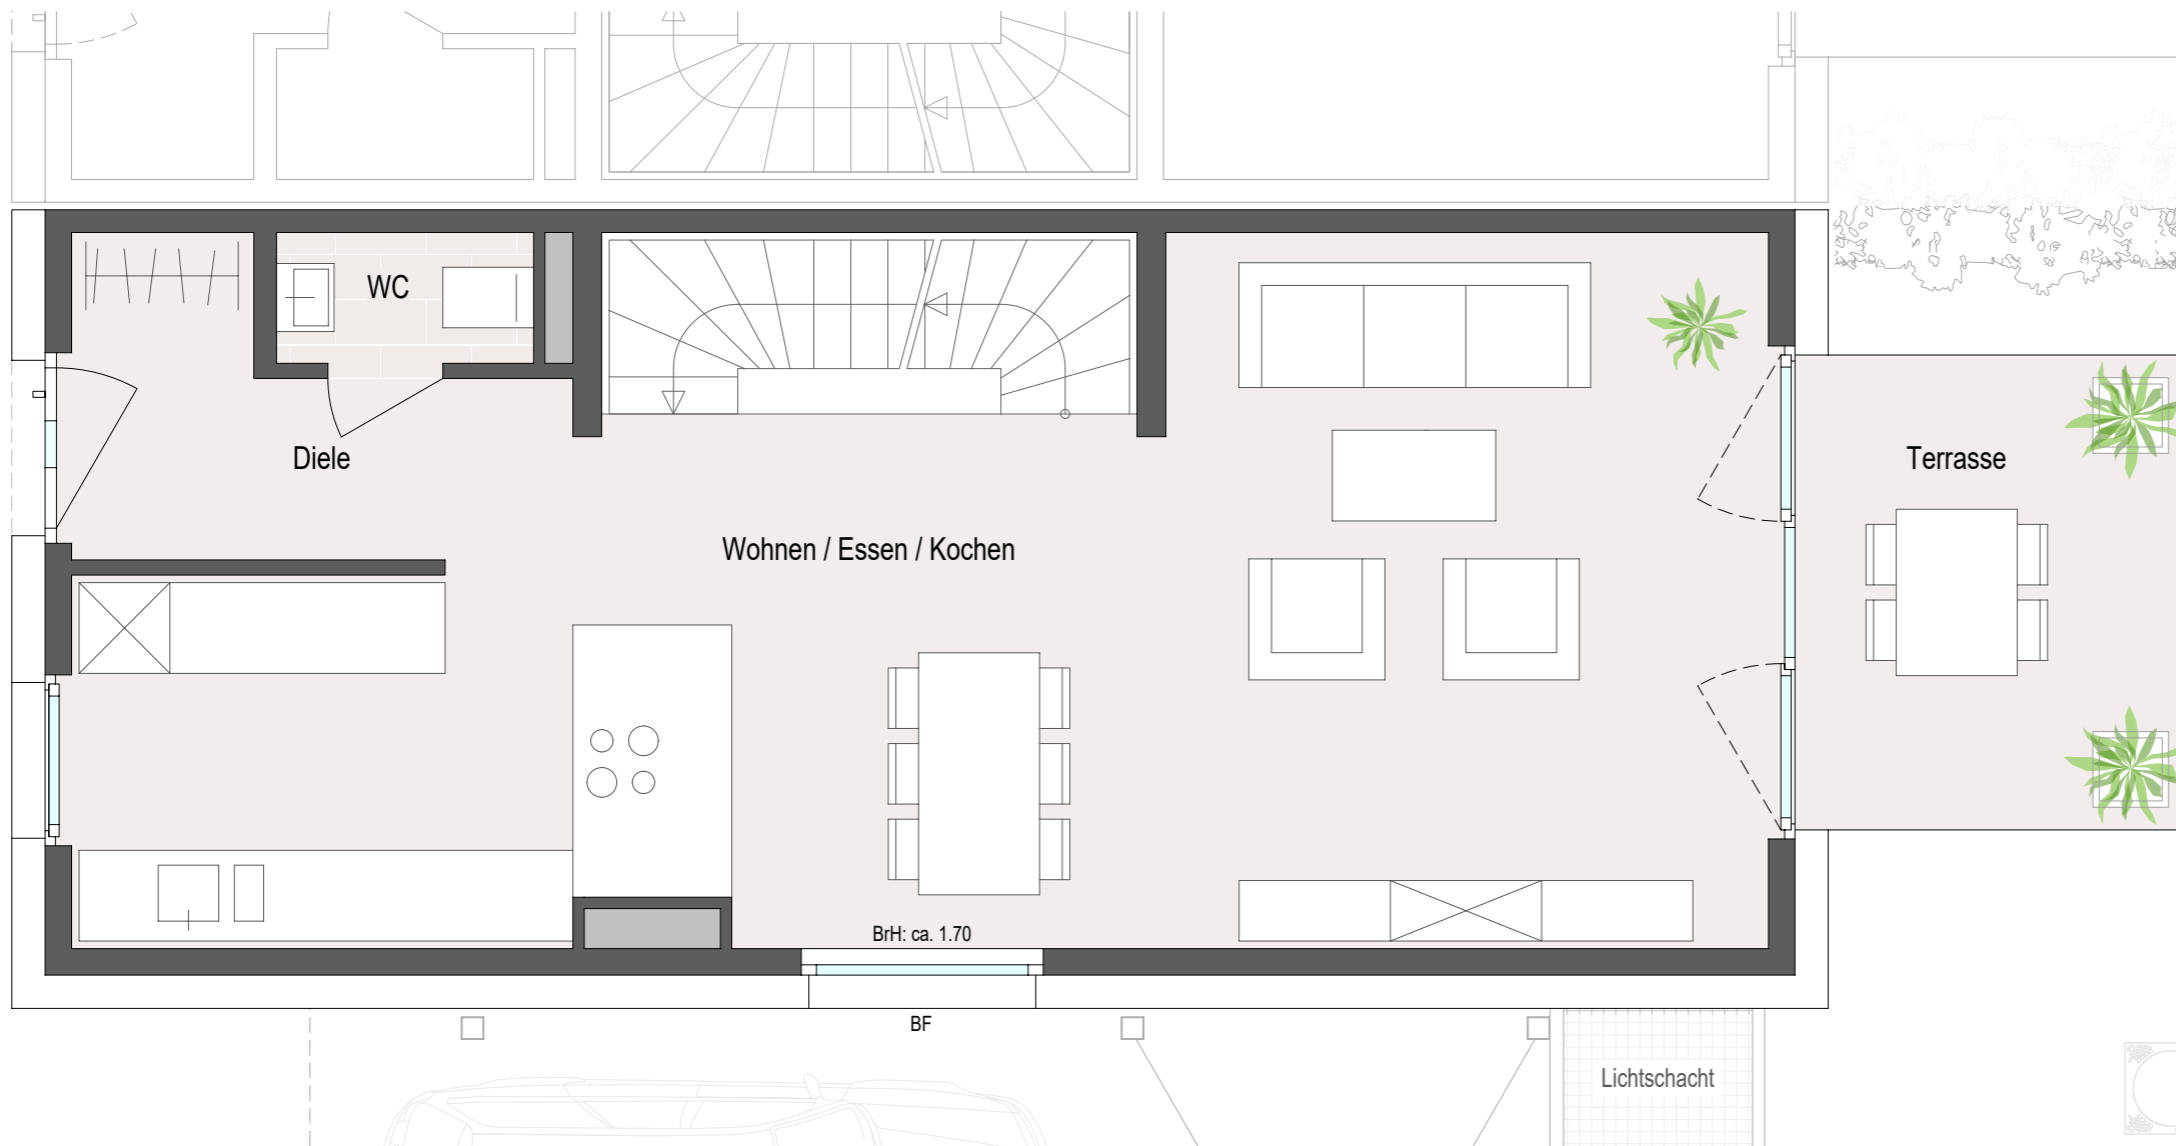 WC
Diele
Terrasse
Wohnen / Essen / Kochen
BrH: ca. 1.70
BF
Lichtschacht